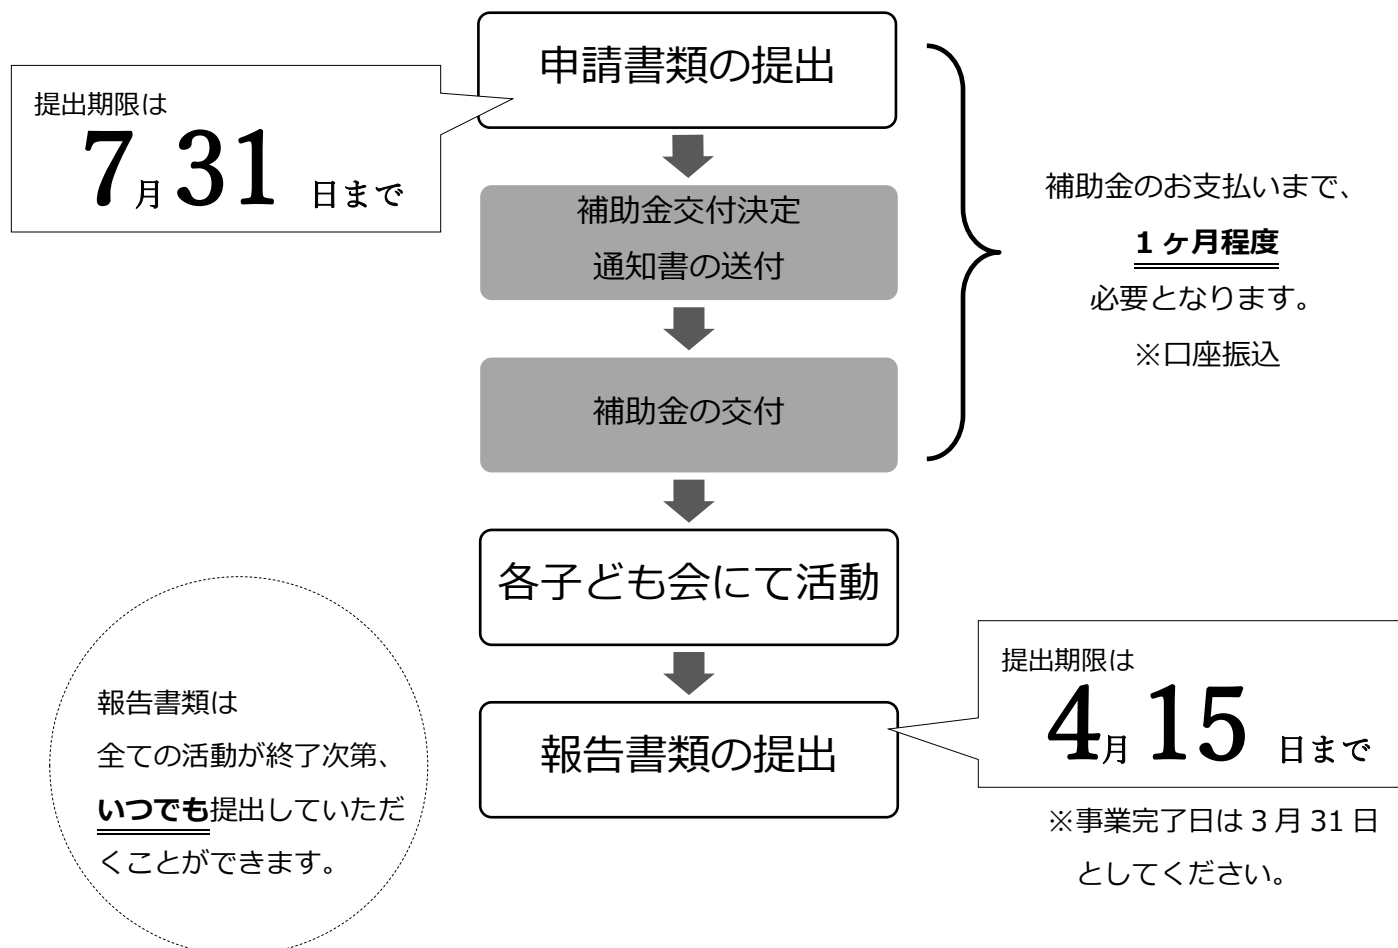 申請書類の提出
提出期限は
7月31日まで
補助金交付決定
通知書の送付
補助金のお支払いまで、
1ヶ月程度
必要となります。
※口座振込
補助金の交付
各子ども会にて活動
報告書類の提出
提出期限は
4月15日まで
※事業完了日は3月31日
としてください。
報告書類は
全ての活動が終了次第、
いつでも提出していただ
くことができます。